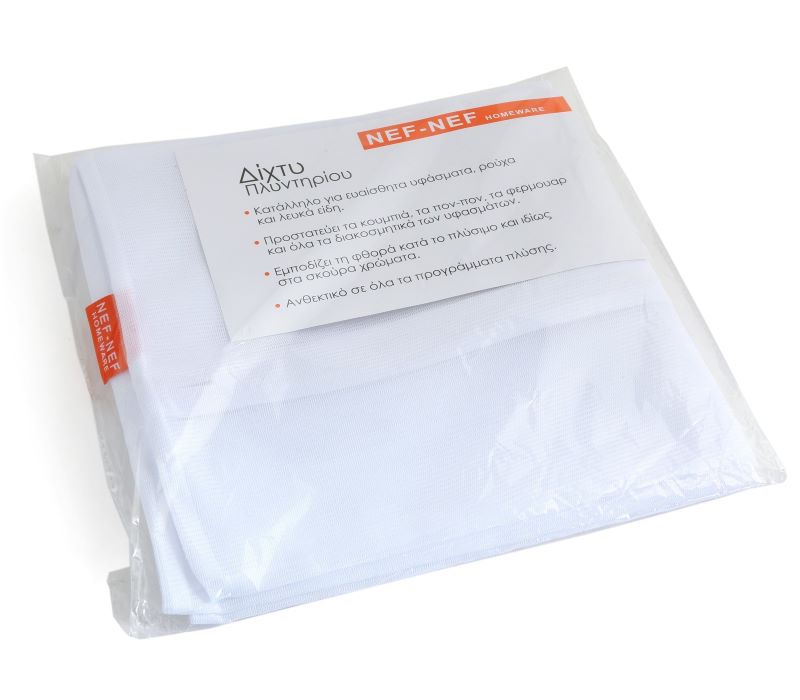 NEF-NEF HOMEWARE
Δίχτυ
Πλυντηρίου
• Κατάλληλο για ευαίσθητα υφάσματα, ρούχα
και λευκά είδη.
• Προστατεύει τα κουμπιά, τα πον-πον, τα φερμουαρ
και όλα τα διακοσμητικά των υφασμάτων.
• Εμποδίζει τη φθορά κατά το πλύσιμο και ιδίως
στα σκούρα χρώματα.
• Ανθεκτικό σε όλα τα προγράμματα πλύσης.
NEF-NEF
HOMEWARE